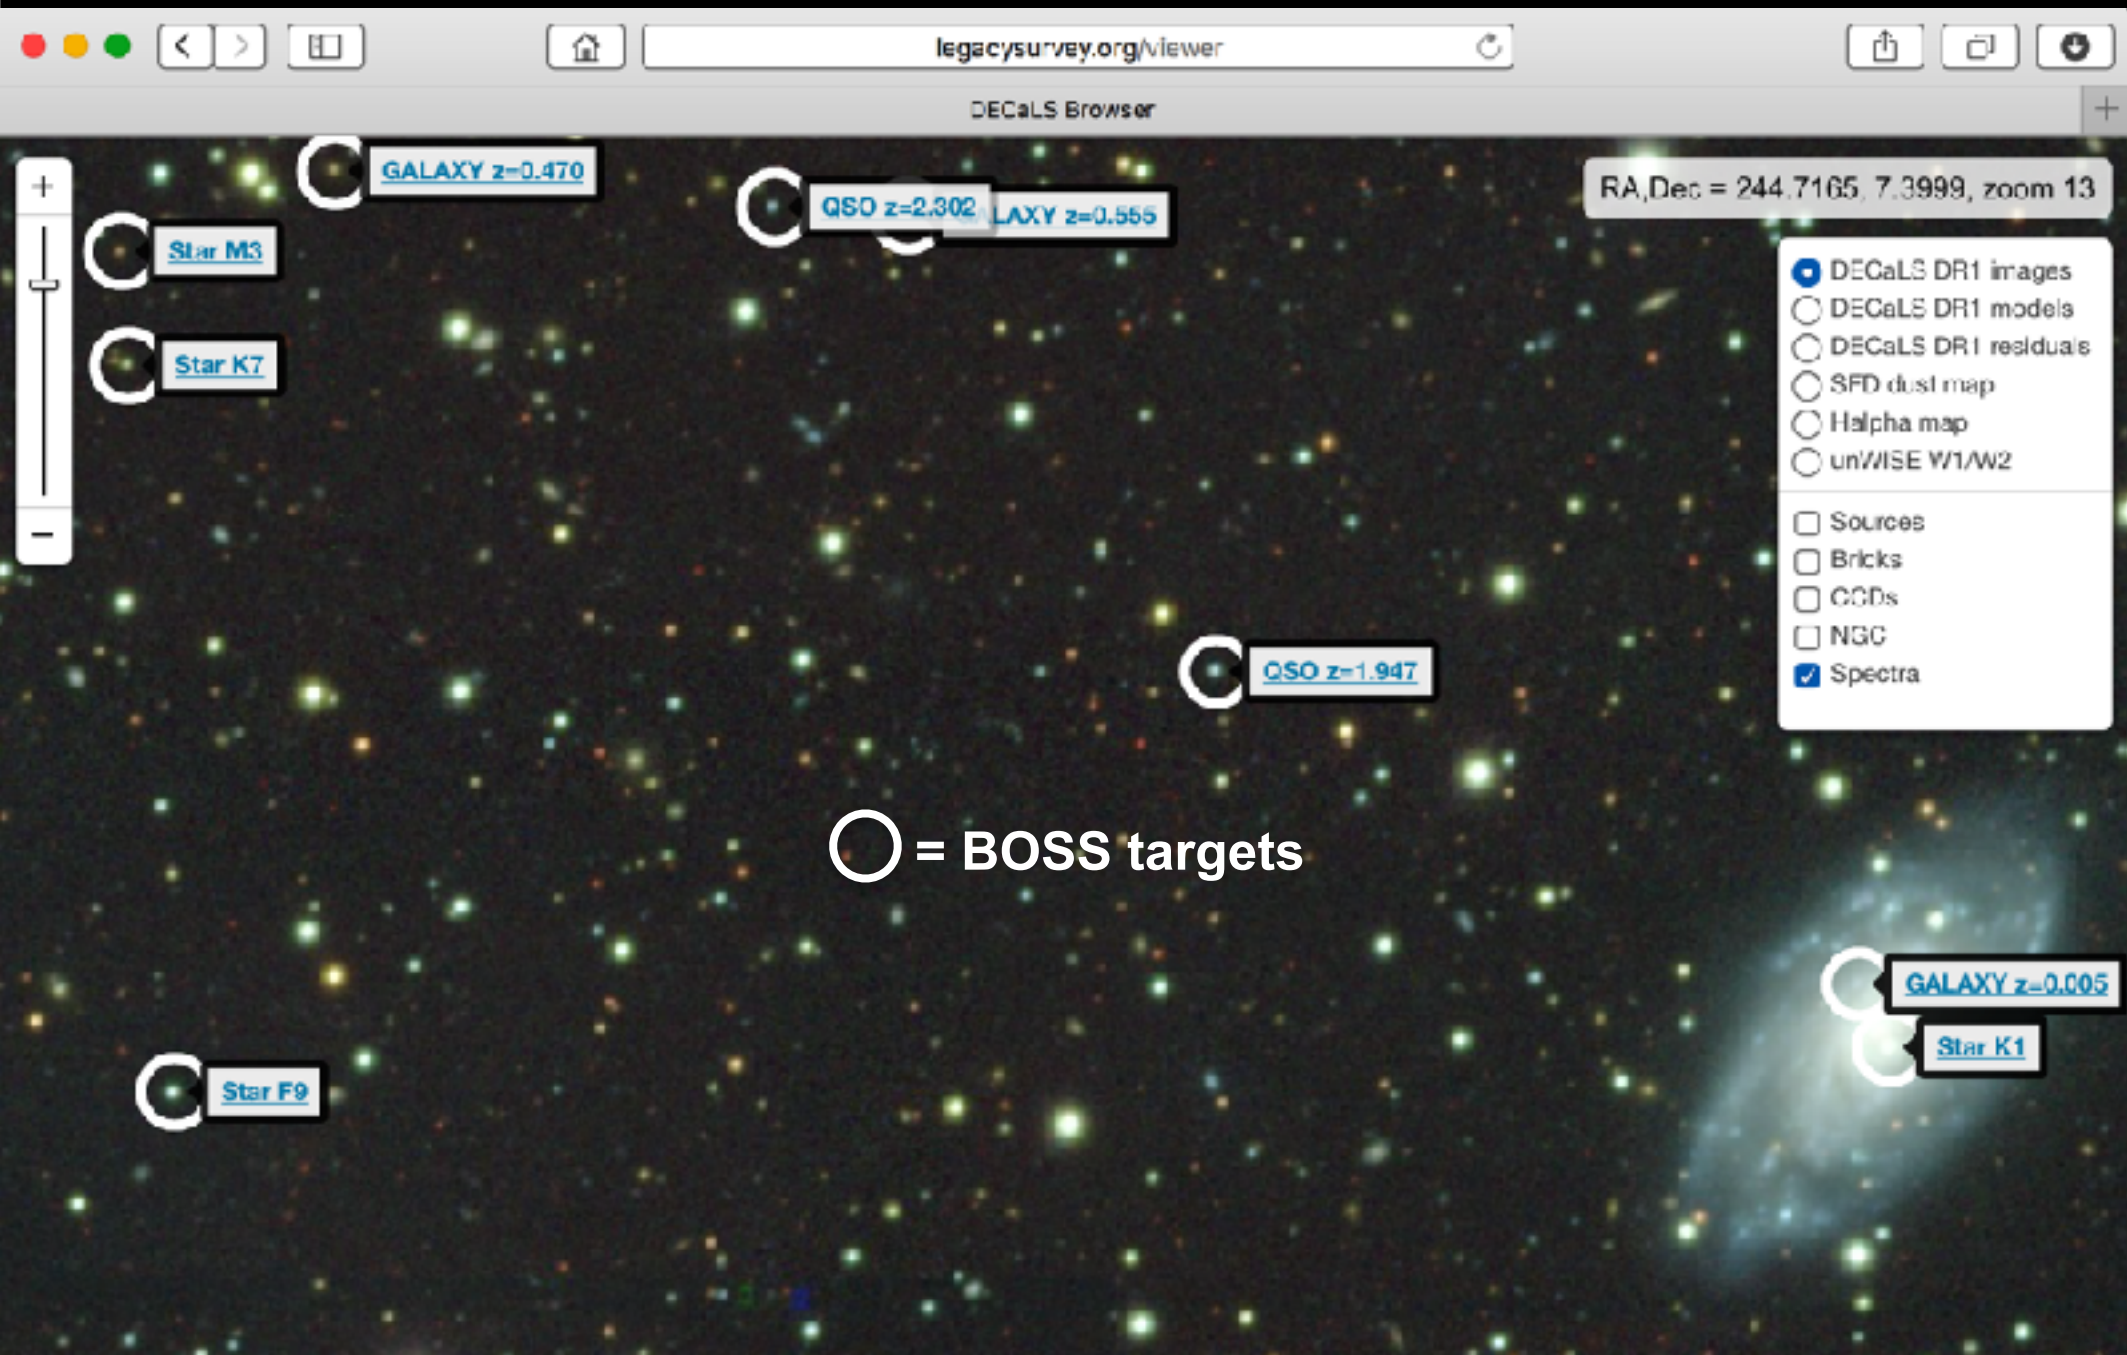 legacysurvey.org/viewer
DECaLS Browser
GALAXY z=0.470
QSO z=2.302
LAXY z=0.555
RA,Dec = 244.7165, 7.3999, zoom 13
Star M3
Star K7
DECaLS DR1 images
DECaLS DR1 models
DECaLS DR1 residuals
SFD dust map
Halpha map
unWISE W1/W2
Sources
Bricks
CCDs
NGC
Spectra
QSO z=1.947
= BOSS targets
GALAXY z=0.005
Star K1
Star F9